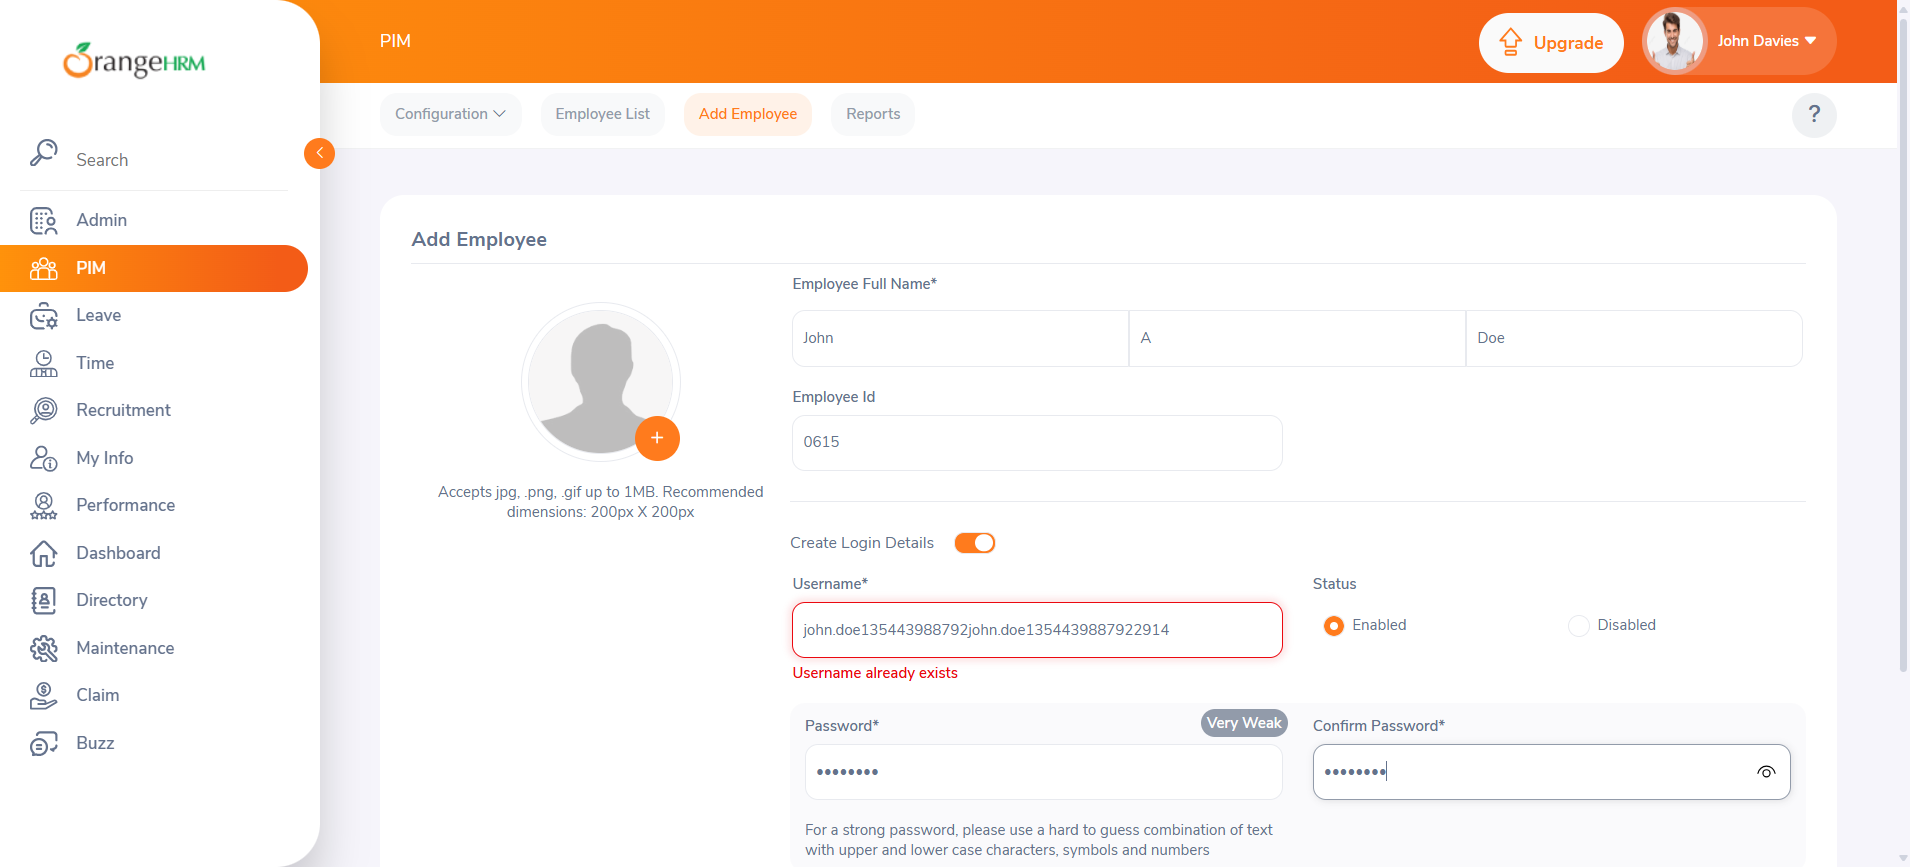 OrangeHRM
PIM
Upgrade
John Davies
Configuration
Employee List
Add Employee
Reports
?
Search
Admin
PIM
Leave
Time
Recruitment
My Info
Performance
Dashboard
Directory
Maintenance
Claim
Buzz
Add Employee
Accepts jpg, .png, .gif up to 1MB. Recommended
dimensions: 200px X 200px
Employee Full Name*
John
A
Doe
Employee Id
0615
Create Login Details
Username*
john.doe135443988792john.doe1354439887922914
Username already exists
Status
Enabled
Disabled
Password*
Very Weak
••••••••
Confirm Password*
••••••••
For a strong password, please use a hard to guess combination of text
with upper and lower case characters, symbols and numbers